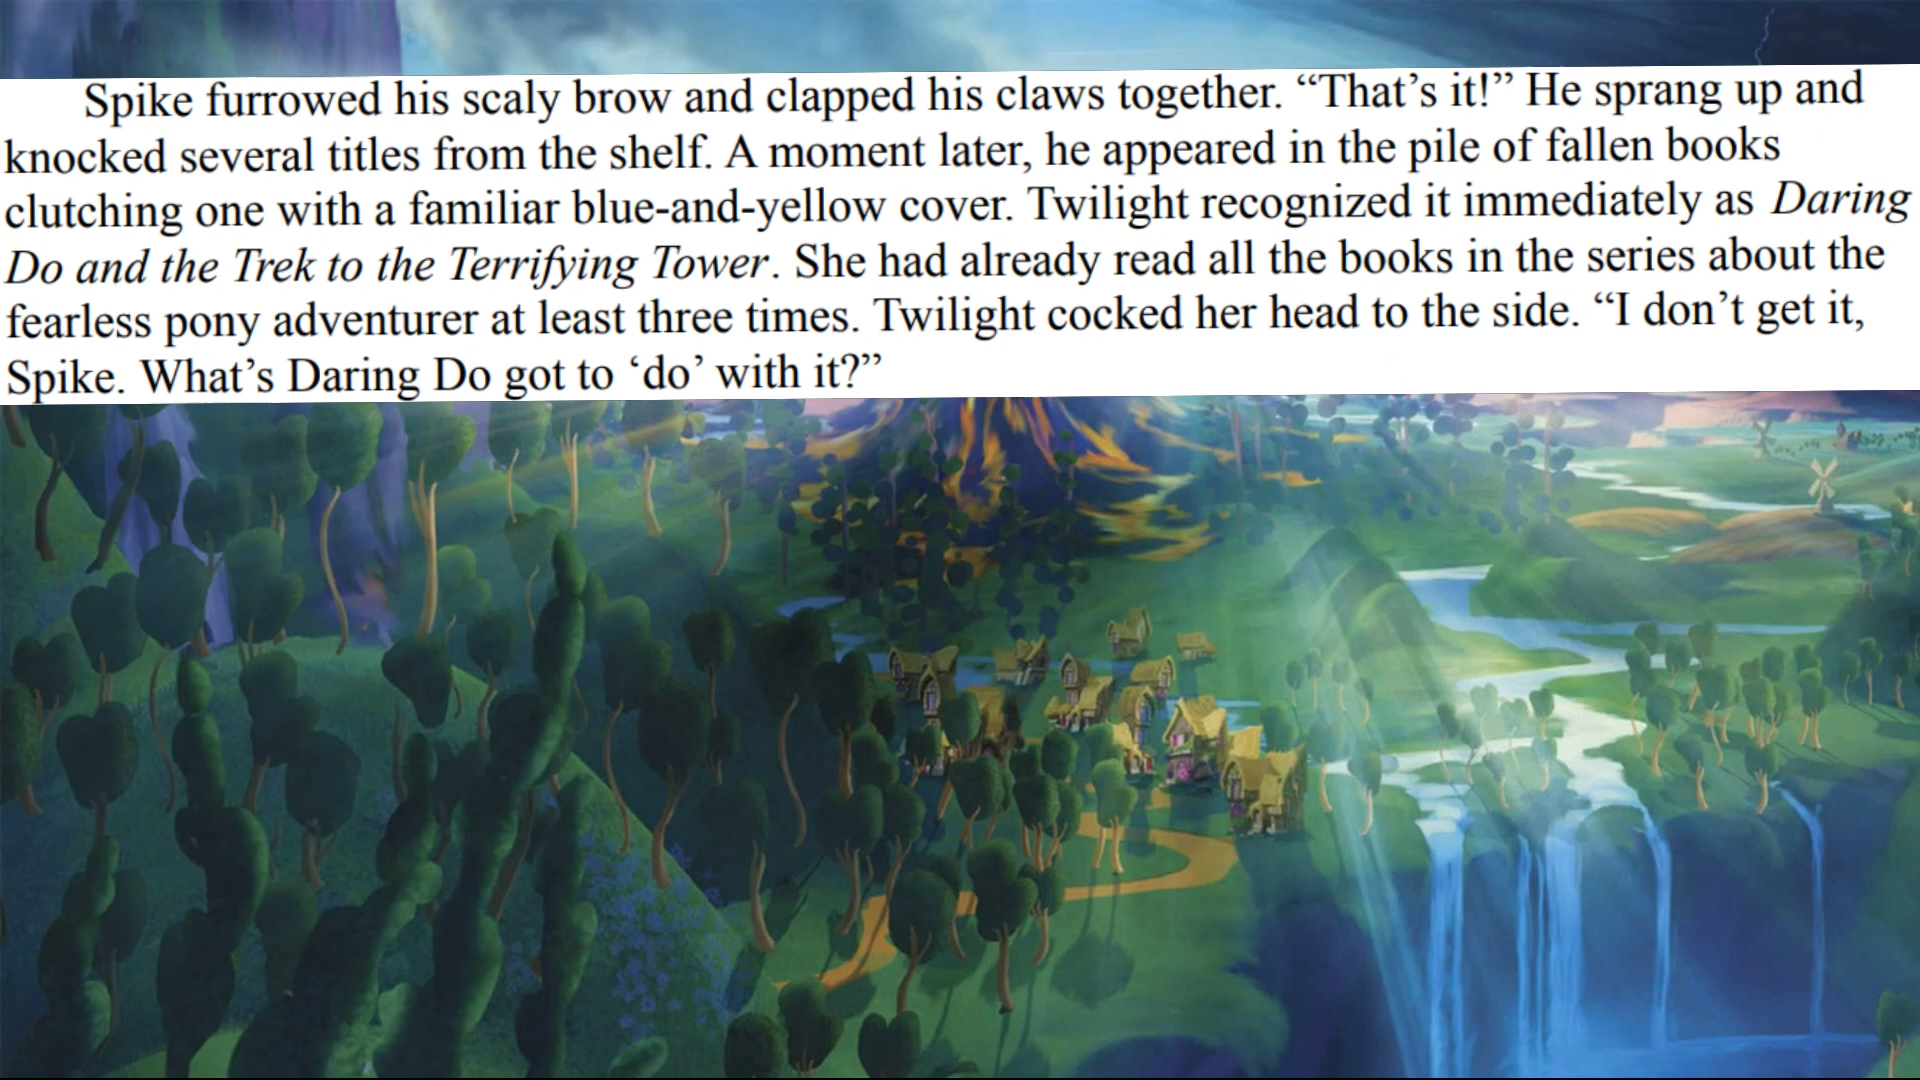 Spike furrowed his scaly brow and clapped his claws together. “That’s it!” He sprang up and
knocked several titles from the shelf. A moment later, he appeared in the pile of fallen books
clutching one with a familiar blue-and-yellow cover. Twilight recognized it immediately as Daring
Do and the Trek to the Terrifying Tower. She had already read all the books in the series about the
fearless pony adventurer at least three times. Twilight cocked her head to the side. “I don’t get it,
Spike. What’s Daring Do got to ‘do’ with it?”